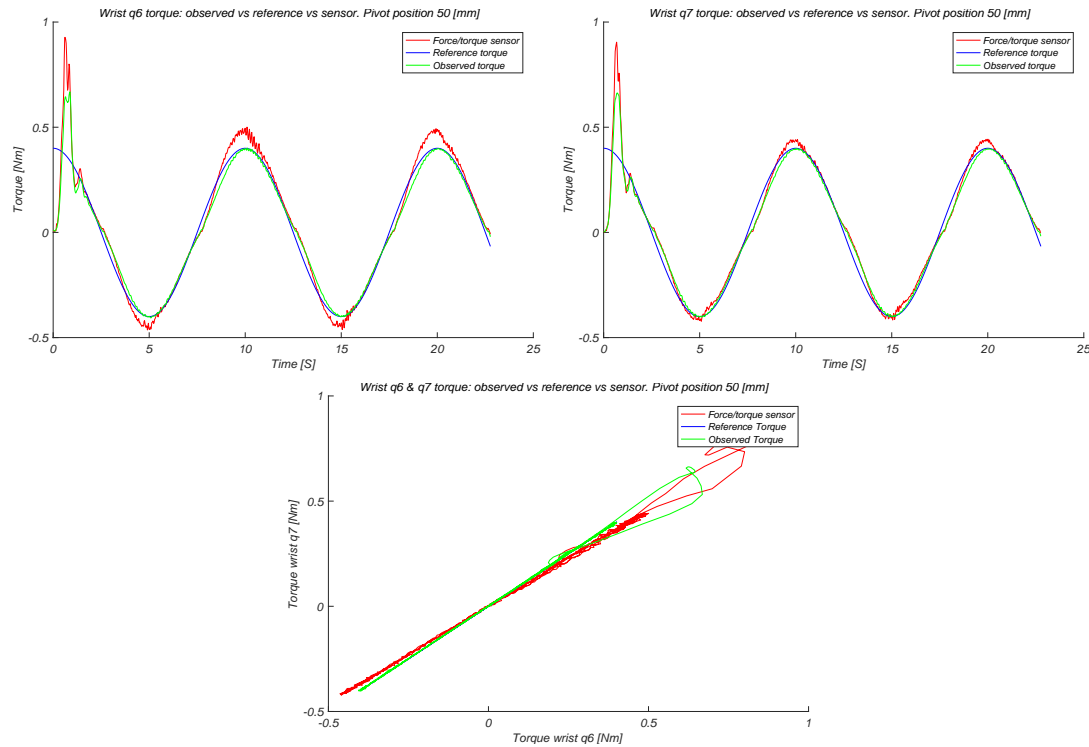 Wrist q6 torque: observed vs reference vs sensor. Pivot position 50 [mm]
1
0.5
0
-0.5
Torque [Nm]
Force/torque sensor
Reference torque
Observed torque
0 5 10 15 20 25
Time [S]
Wrist q7 torque: observed vs reference vs sensor. Pivot position 50 [mm]
1
0.5
0
-0.5
Torque [Nm]
Force/torque sensor
Reference torque
Observed torque
0 5 10 15 20 25
Time [S]
Wrist q6 & q7 torque: observed vs reference vs sensor. Pivot position 50 [mm]
1
0.5
0
-0.5
Torque wrist q7 [Nm]
Force/torque sensor
Reference Torque
Observed Torque
-0.5 0 0.5 1
Torque wrist q6 [Nm]